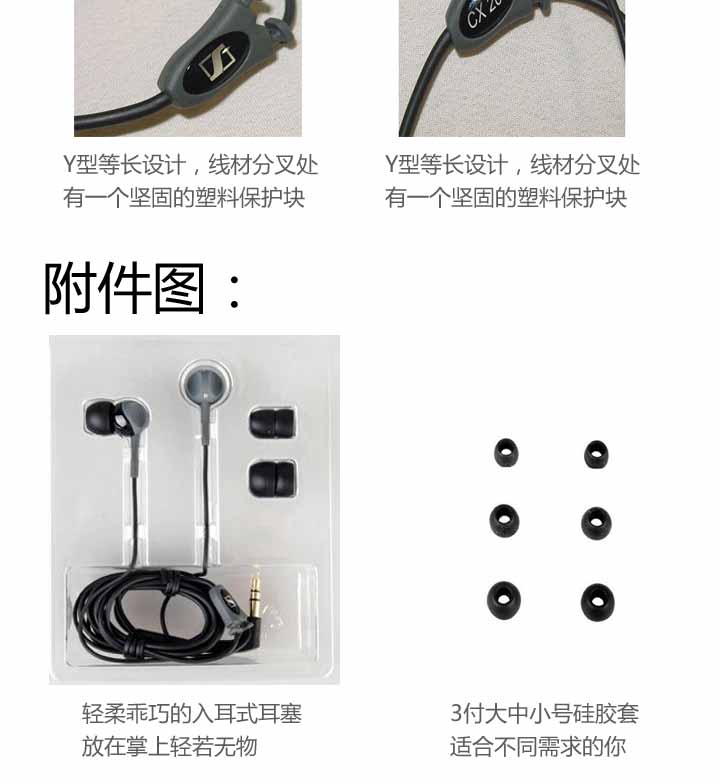 CX 20
Y型等长设计，线材分叉处
有一个坚固的塑料保护块
Y型等长设计，线材分叉处
有一个坚固的塑料保护块
附件图：
轻柔乖巧的入耳式耳塞
放在掌上轻若无物
3付大中小号硅胶套
适合不同需求的你